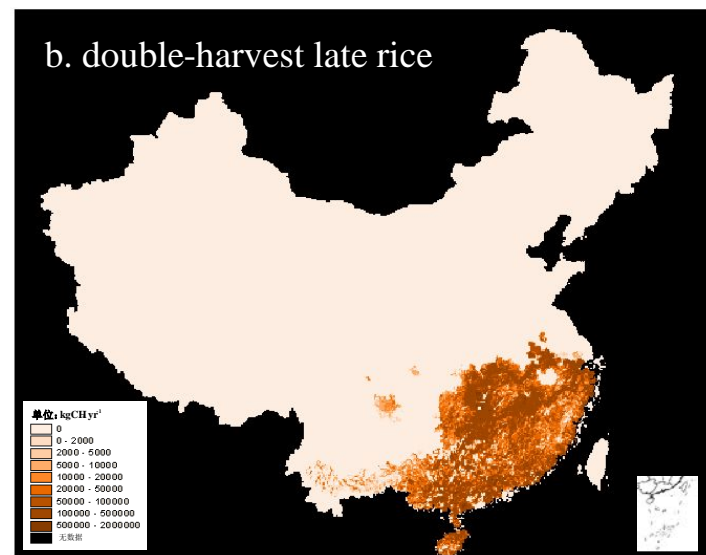 b. double-harvest late rice
单位: kgCH yr¹
0
0 - 2000
2000 - 5000
5000 - 10000
10000 - 20000
20000 - 50000
50000 - 100000
100000 - 500000
500000 - 2000000
无数据